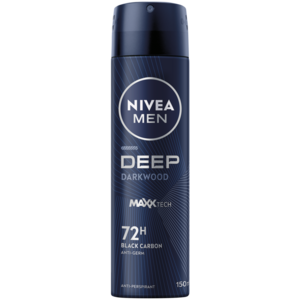 NIVEA
MEN
DEEP
DARKWOOD
MAXXTECH
72H
BLACK CARBON
ANTI-GERM
ANTI-PERSPIRANT
150